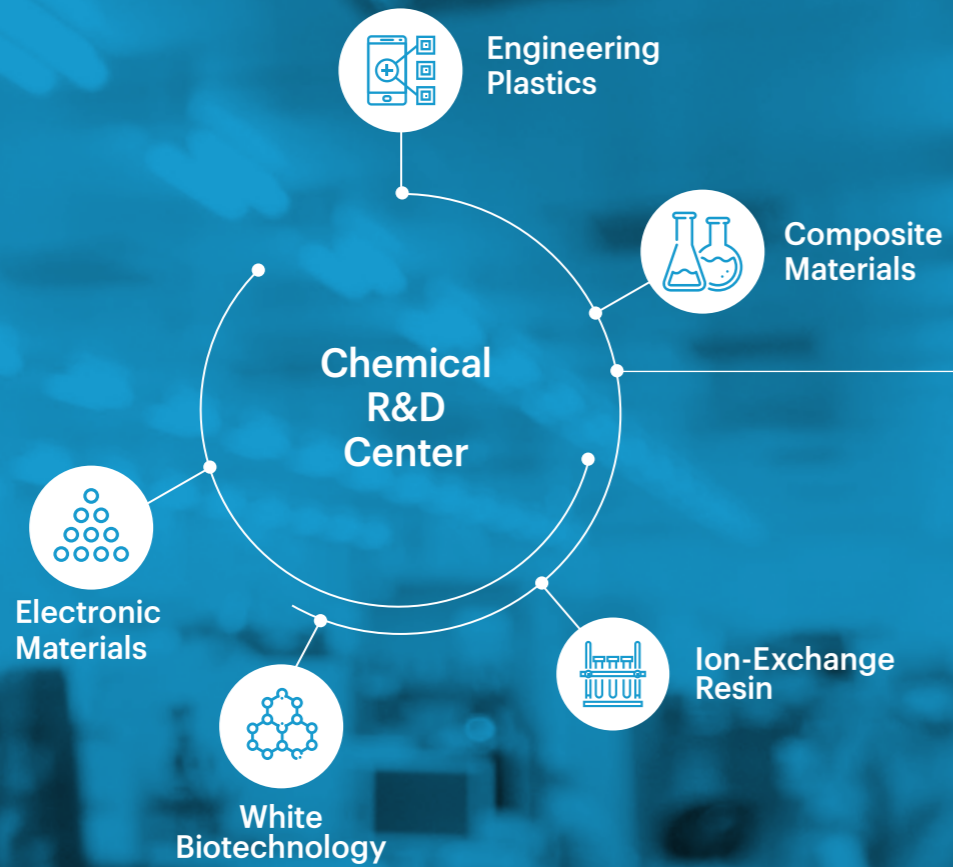 Engineering
Plastics
Composite
Materials
Chemical
R&D
Center
Electronic
Materials
Ion-Exchange
Resin
White
Biotechnology